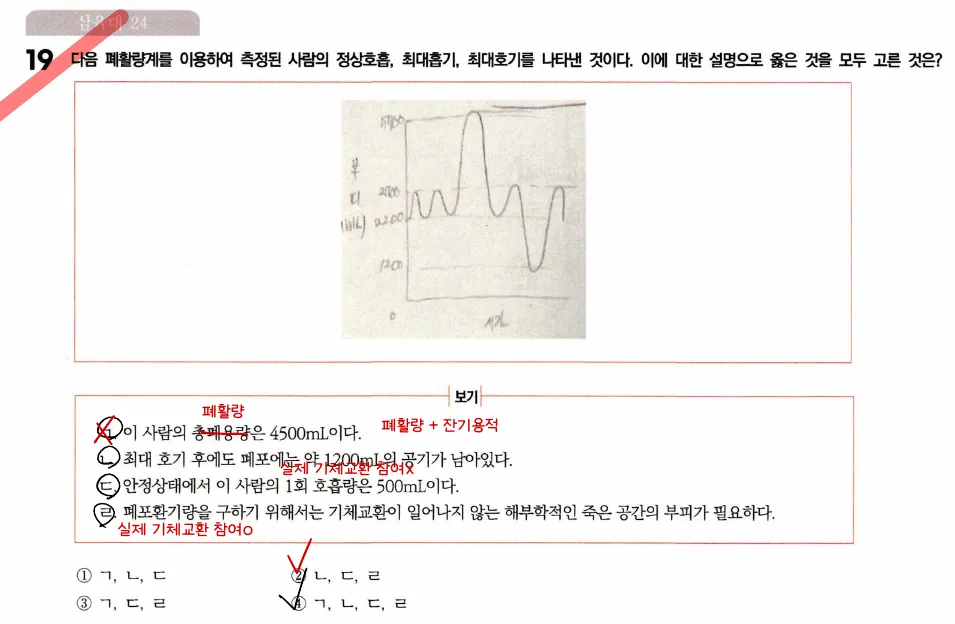 삼육대 24
19 다음 폐활량계를 이용하여 측정된 사람의 정상호흡, 최대흡기, 최대호기를 나타낸 것이다. 이에 대한 설명으로 옳은 것을 모두 고른 것은?
부
(mL)
2200
1200
0
시간
보기
폐활량
ㄱ. 이 사람의 총폐용량은 4500mL이다.
폐활량 + 잔기용적
ㄴ. 최대 호기 후에도 폐포에는 약 1200mL의 공기가 남아있다.
실제 기체교환 참여x
ㄷ. 안정상태에서 이 사람의 1회 호흡량은 500mL이다.
ㄹ. 폐포환기량을 구하기 위해서는 기체교환이 일어나지 않는 해부학적인 죽은 공간의 부피가 필요하다.
실제 기체교환 참여o
① ㄱ, ㄴ, ㄷ
② ㄴ, ㄷ, ㄹ
③ ㄱ, ㄷ, ㄹ
④ ㄱ, ㄴ, ㄷ, ㄹ